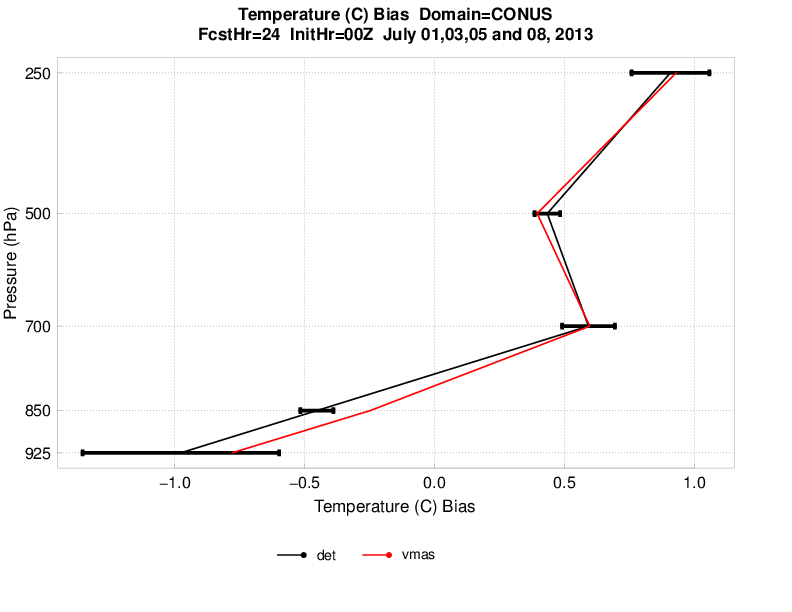 Temperature (C) Bias  Domain=CONUS
FcstHr=24  InitHr=00Z  July 01,03,05 and 08, 2013
250
500
700
850
925
Pressure (hPa)
−1.0 −0.5 0.0 0.5 1.0
Temperature (C) Bias
det vmas